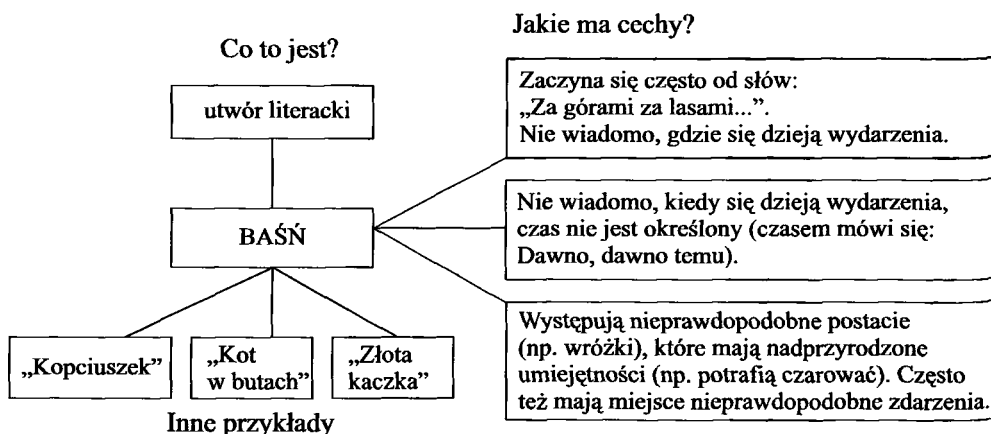 Co to jest?
utwór literacki
BAŚŃ
„Kopciuszek”
„Kot
w butach”
„Złota
kaczka”
Inne przykłady
Jakie ma cechy?
Zaczyna się często od słów:
„Za górami za lasami...”.
Nie wiadomo, gdzie się dzieją wydarzenia.
Nie wiadomo, kiedy się dzieją wydarzenia,
czas nie jest określony (czasem mówi się:
Dawno, dawno temu).
Występują nieprawdopodobne postacie
(np. wróżki), które mają nadprzyrodzone
umiejętności (np. potrafią czarować). Często
też mają miejsce nieprawdopodobne zdarzenia.